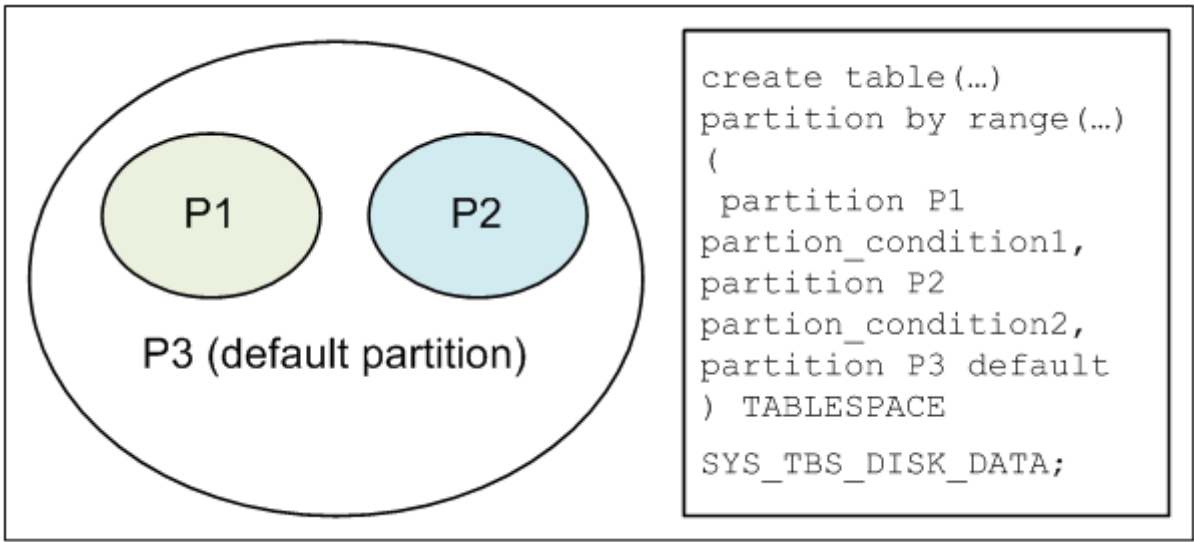 P1
P2
P3 (default partition)
create table(…)
partition by range(…)
(
partition P1
partion_condition1,
partition P2
partion_condition2,
partition P3 default
) TABLESPACE
SYS_TBS_DISK_DATA;